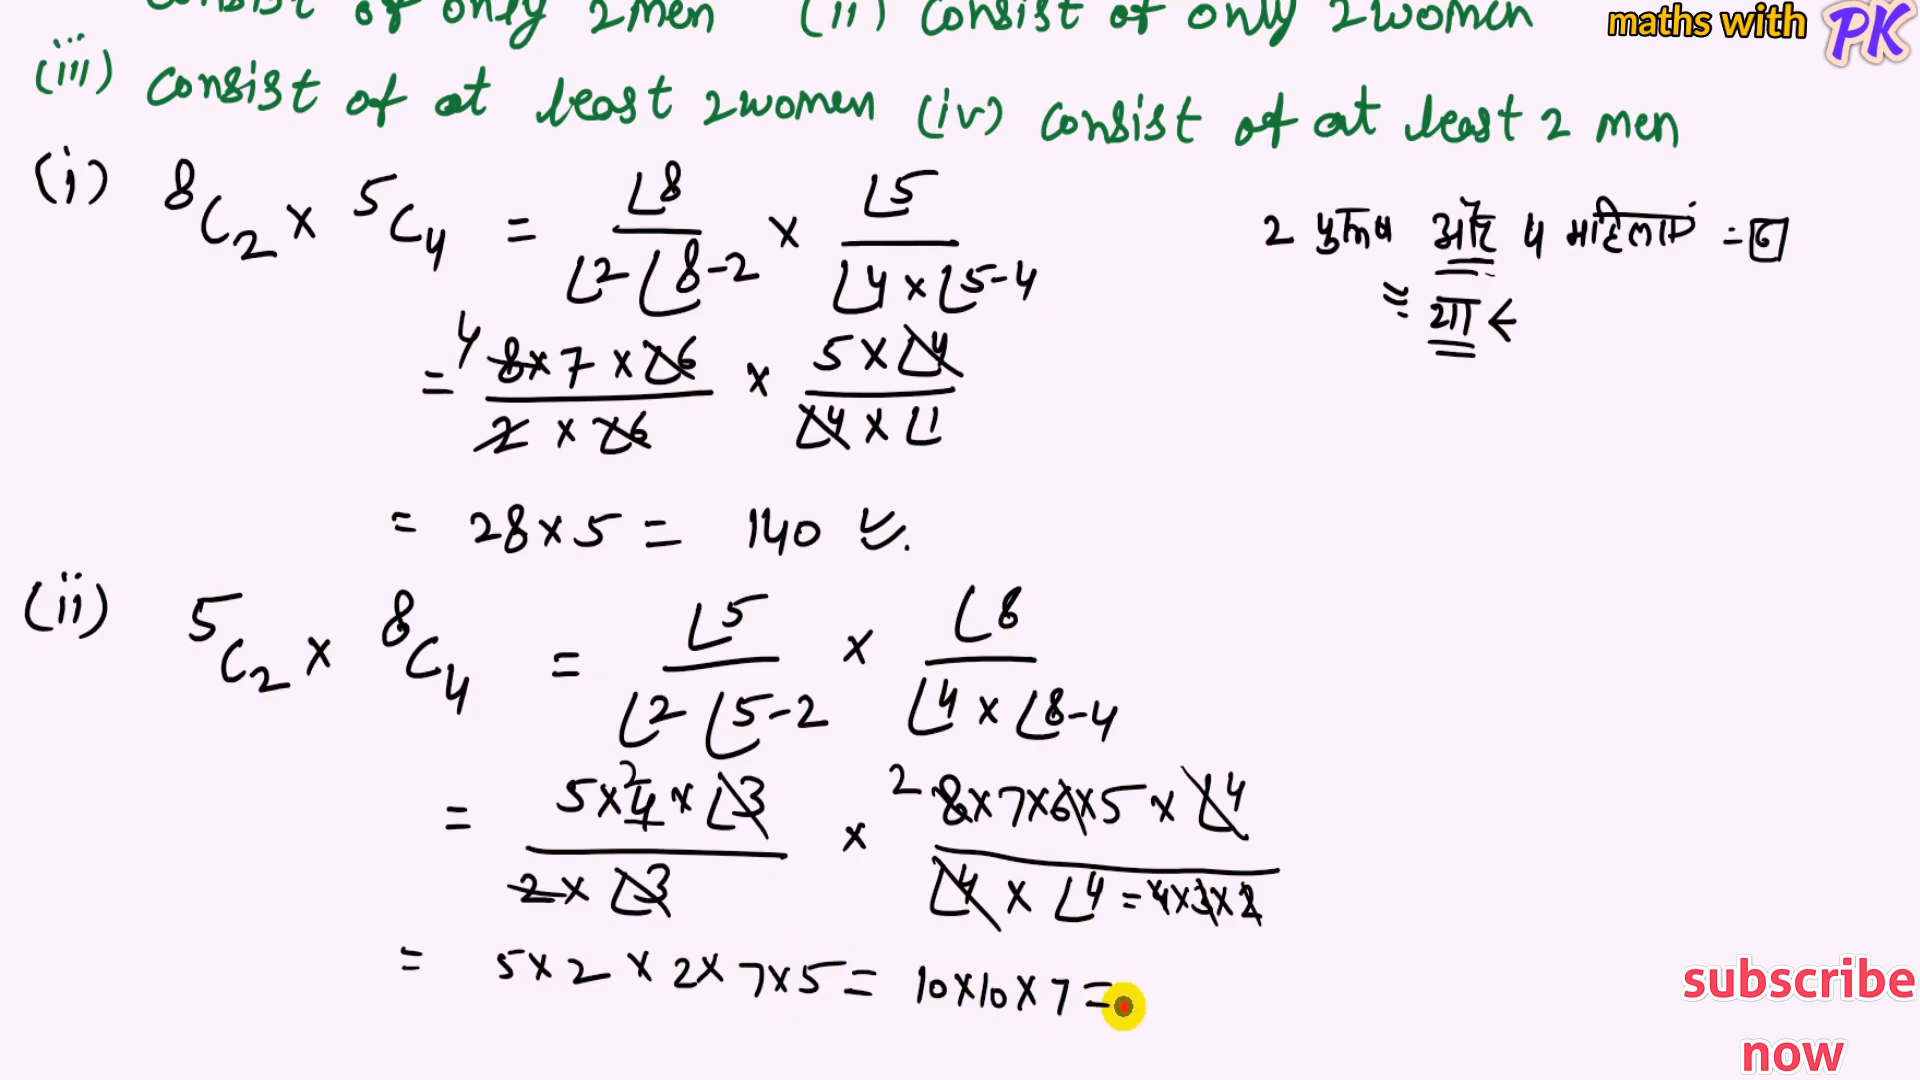 consist of only 2 men (ii) consist of only 2 women
maths with PK
(iii) consist of at least 2 women (iv) consist of at least 2 men
(i) ⁸C₂ × ⁵C₄ = ∟8 / ∟2 ∟8-2 × ∟5 / ∟4 × ∟5-4
2 पुरुष और 4 महिलाएं = 6
= या ←
= 4 8×7×∟6 / 2×∟6 × 5×∟4 / ∟4×∟1
= 28×5 = 140
(ii) ⁵C₂ × ⁸C₄ = ∟5 / ∟2 ∟5-2 × ∟8 / ∟4 × ∟8-4
= 5×4 2×∟3 / 2×∟3 × 2 8×7×6×5×∟4 / ∟4 × ∟4 = 4×3×2
= 5×2×2×7×5 = 10×10×7 =
subscribe
now